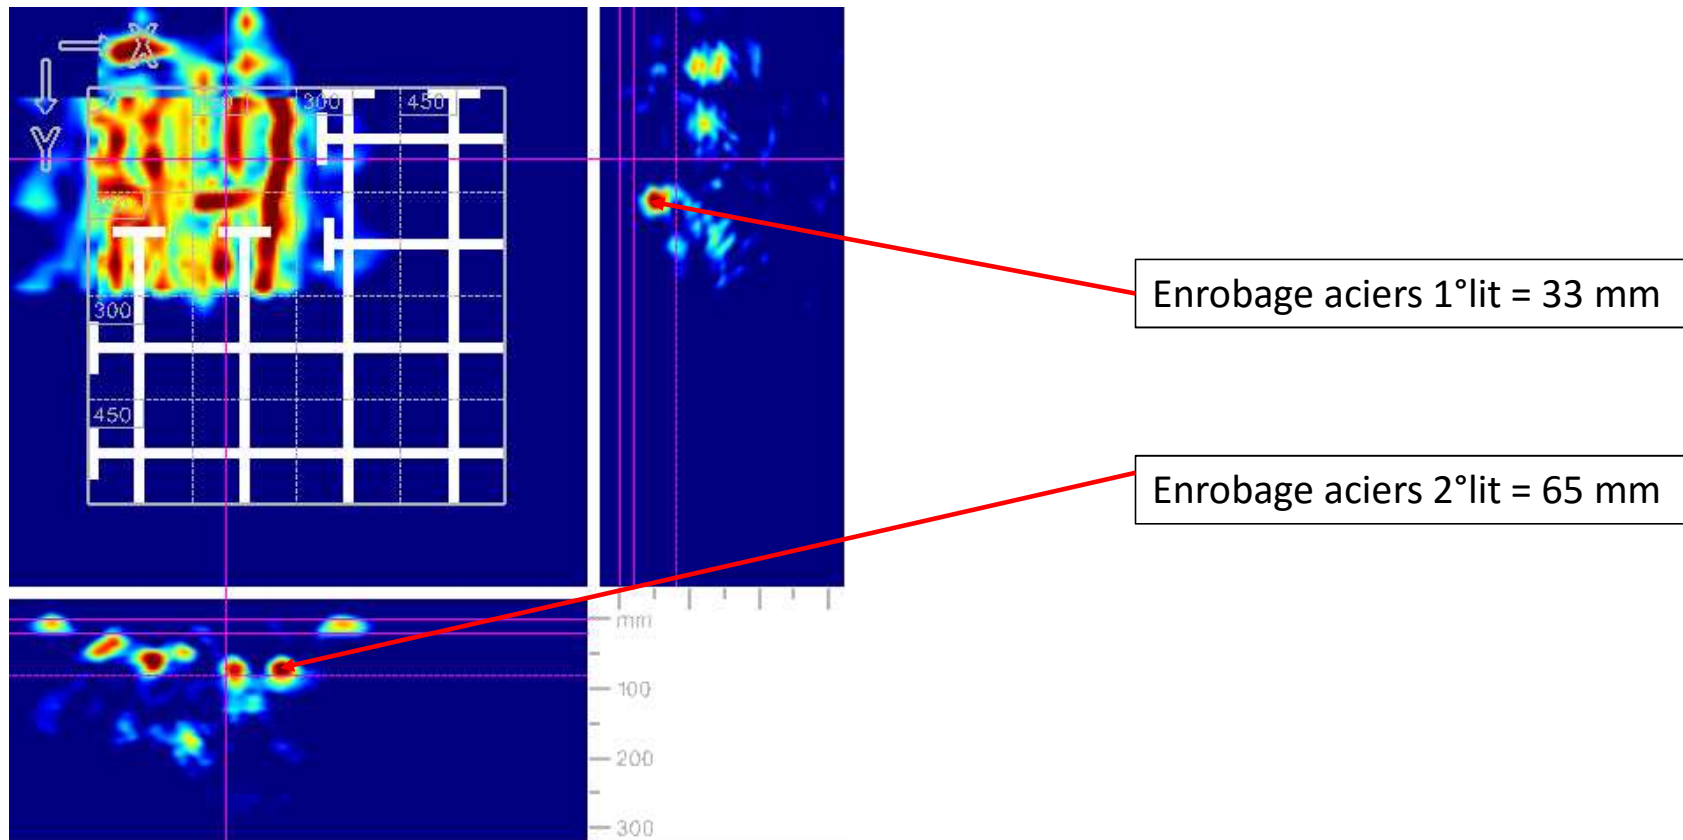 X
300
450
Y
300
450
Enrobage aciers 1°lit = 33 mm
Enrobage aciers 2°lit = 65 mm
mm
100
200
300